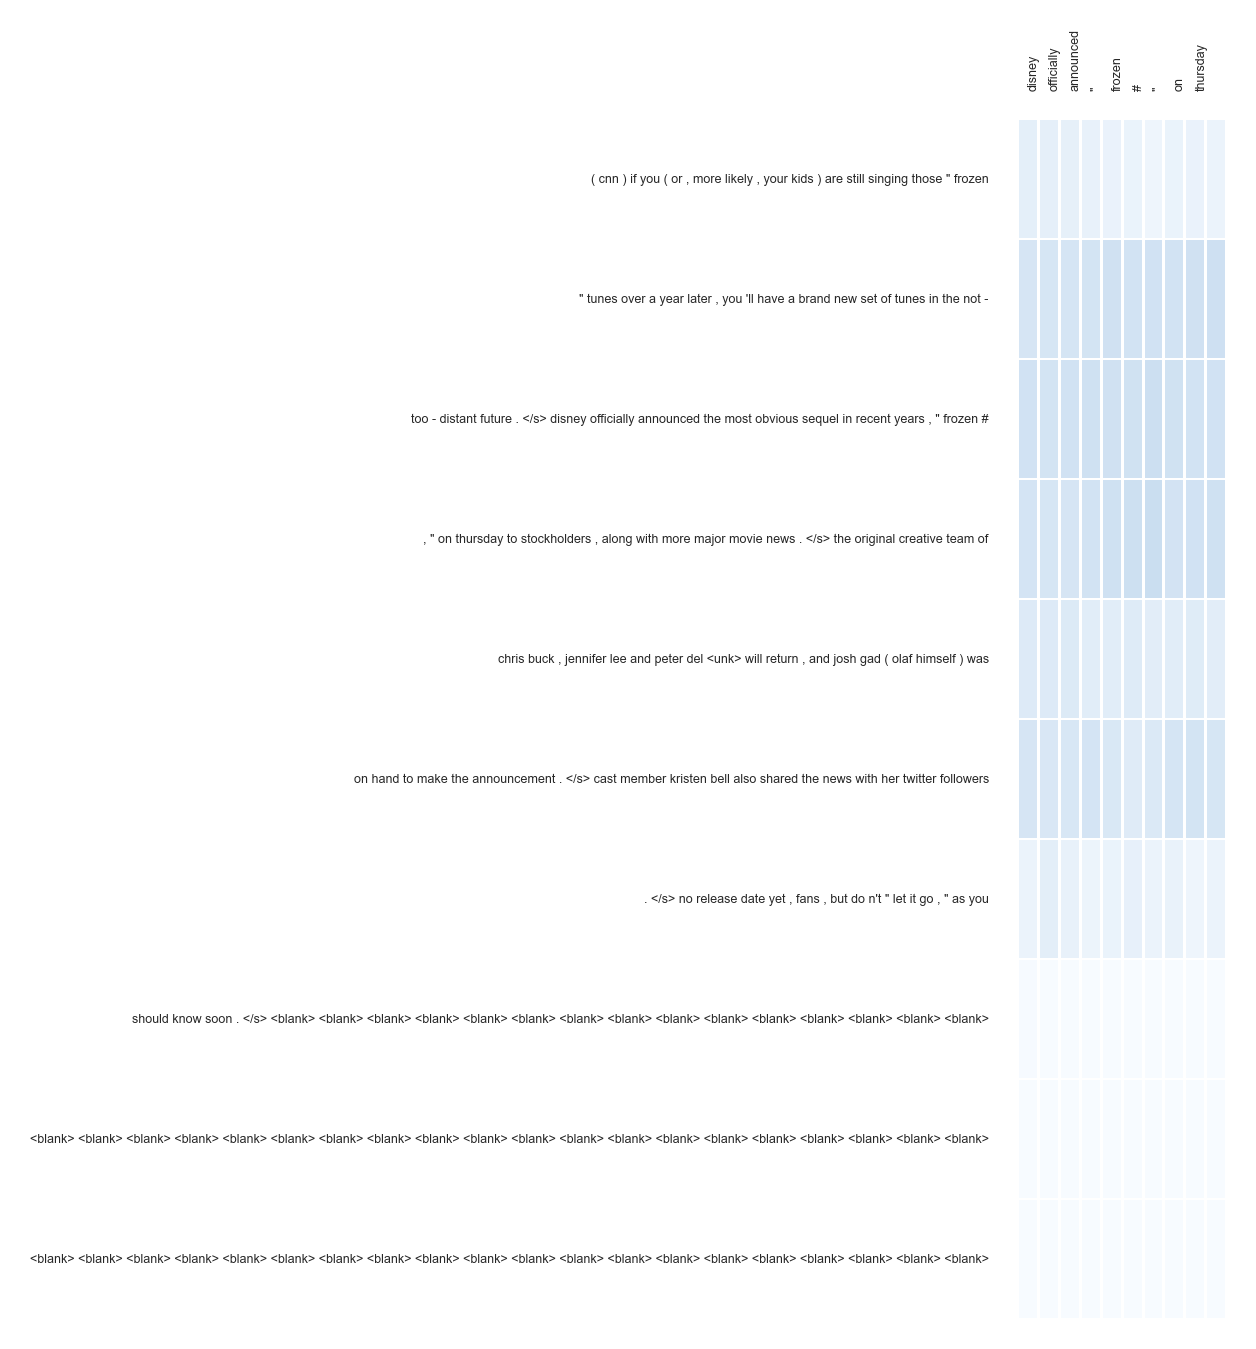 disney
officially
announced
"
frozen
#
"
on
thursday
( cnn ) if you ( or , more likely , your kids ) are still singing those " frozen
" tunes over a year later , you 'll have a brand new set of tunes in the not -
too - distant future . </s> disney officially announced the most obvious sequel in recent years , " frozen #
, " on thursday to stockholders , along with more major movie news . </s> the original creative team of
chris buck , jennifer lee and peter del <unk> will return , and josh gad ( olaf himself ) was
on hand to make the announcement . </s> cast member kristen bell also shared the news with her twitter followers
. </s> no release date yet , fans , but do n't " let it go , " as you
should know soon . </s> <blank> <blank> <blank> <blank> <blank> <blank> <blank> <blank> <blank> <blank> <blank> <blank> <blank> <blank> <blank>
<blank> <blank> <blank> <blank> <blank> <blank> <blank> <blank> <blank> <blank> <blank> <blank> <blank> <blank> <blank> <blank> <blank> <blank> <blank> <blank>
<blank> <blank> <blank> <blank> <blank> <blank> <blank> <blank> <blank> <blank> <blank> <blank> <blank> <blank> <blank> <blank> <blank> <blank> <blank> <blank>